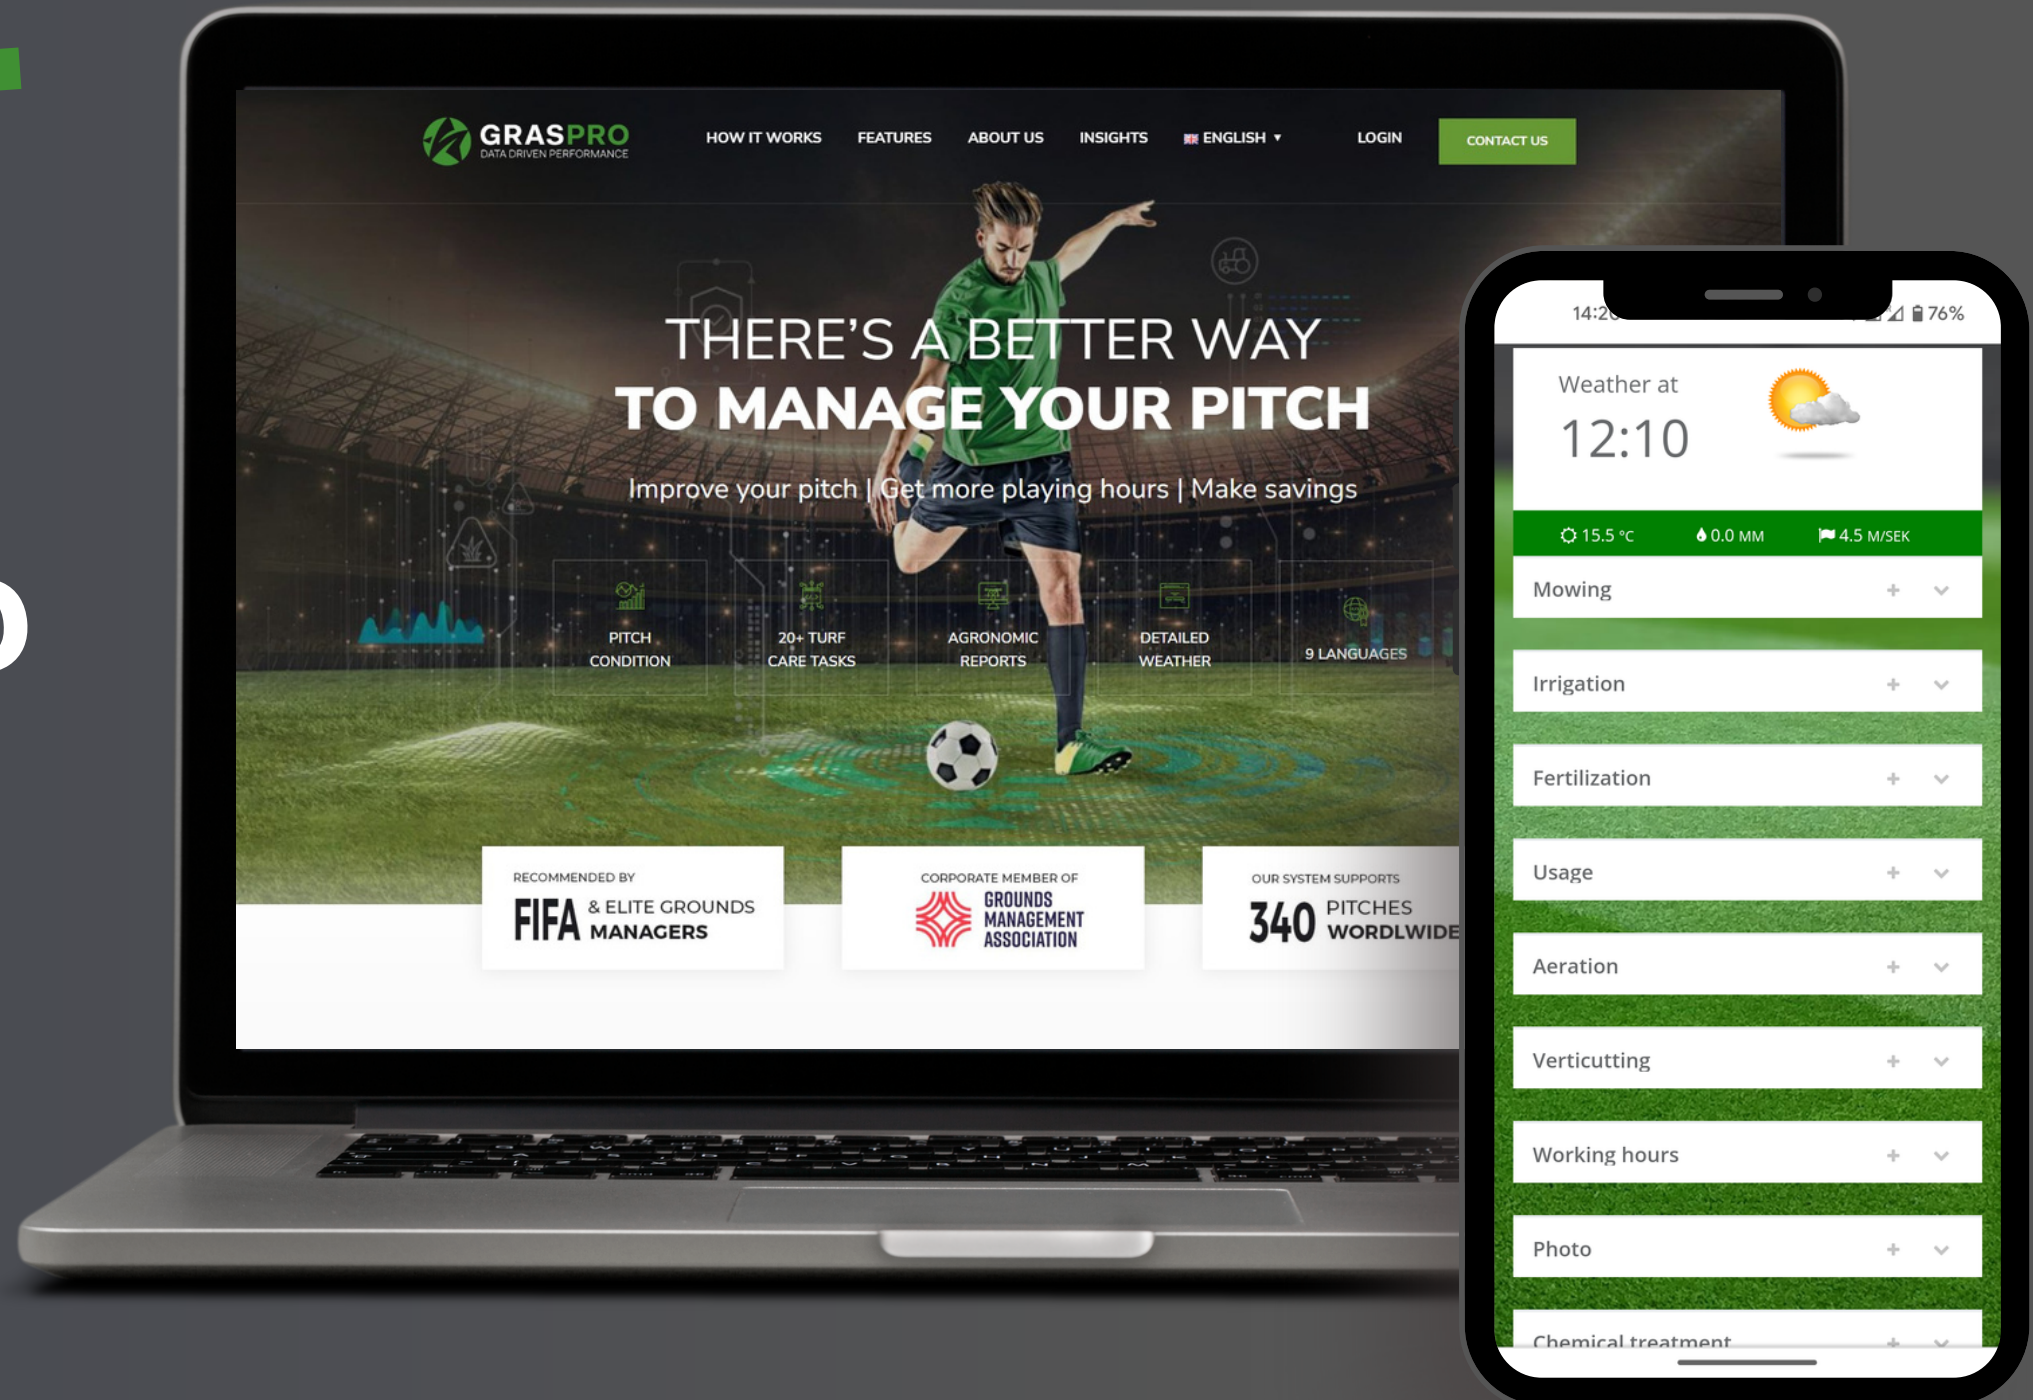 GRASPRO
DATA DRIVEN PERFORMANCE
HOW IT WORKS
FEATURES
ABOUT US
INSIGHTS
ENGLISH ▼
LOGIN
CONTACT US
THERE'S A BETTER WAY
TO MANAGE YOUR PITCH
Improve your pitch | Get more playing hours | Make savings
PITCH
CONDITION
20+ TURF
CARE TASKS
AGRONOMIC
REPORTS
DETAILED
WEATHER
9 LANGUAGES
RECOMMENDED BY
FIFA & ELITE GROUNDS
MANAGERS
CORPORATE MEMBER OF
GROUNDS
MANAGEMENT
ASSOCIATION
OUR SYSTEM SUPPORTS
340 PITCHES
WORDLWIDE
76%
Weather at
12:10
15.5 °C
0.0 MM
4.5 M/SEK
Mowing
Irrigation
Fertilization
Usage
Aeration
Verticutting
Working hours
Photo
Chemical treatment